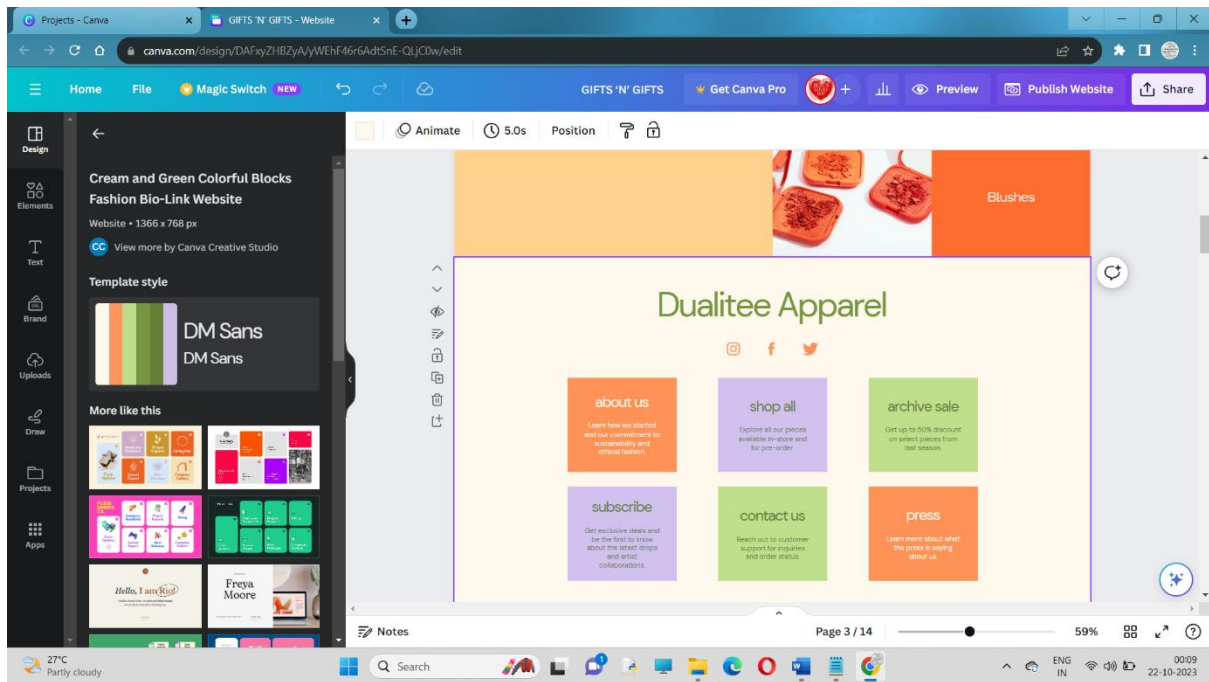 Projects - Canva
GIFTS 'N' GIFTS - Website
canva.com/design/DAFxyZHBZyA/yWEhF46r6AdtSnE-QLjC0w/edit
Home
File
Magic Switch NEW
GIFTS 'N' GIFTS
Get Canva Pro
Preview
Publish Website
Share
Design
Elements
Text
Brand
Uploads
Draw
Projects
Apps
Cream and Green Colorful Blocks
Fashion Bio-Link Website
Website • 1366 x 768 px
CC View more by Canva Creative Studio
Template style
DM Sans
DM Sans
More like this
Hello, I am Rio!
Freya
Moore
Animate
5.0s
Position
Blushes
Dualitee Apparel
about us
Learn how we started
and our commitment to
sustainability and
ethical fashion.
shop all
Explore all our pieces
available in-store and
for pre-order
archive sale
Get up to 50% discount
on select pieces from
last season
subscribe
Get exclusive deals and
be the first to know
about the latest drops
and artist
collaborations.
contact us
Reach out to customer
support for inquiries
and order status
press
Learn more about what
the press is saying
about us.
Notes
Page 3 / 14
59%
27°C
Partly cloudy
Search
ENG
IN
00:09
22-10-2023